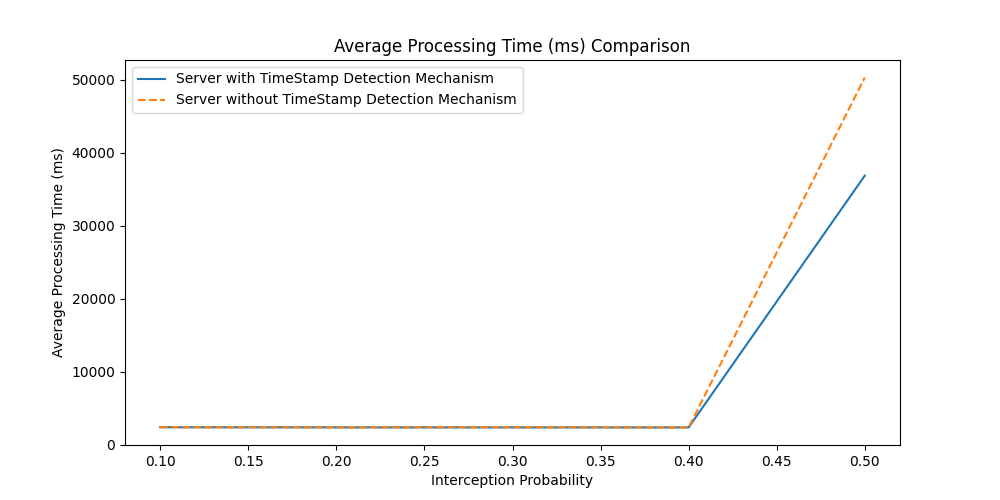 Average Processing Time (ms) Comparison
Server with TimeStamp Detection Mechanism
Server without TimeStamp Detection Mechanism
Average Processing Time (ms)
50000
40000
30000
20000
10000
0
0.10 0.15 0.20 0.25 0.30 0.35 0.40 0.45 0.50
Interception Probability